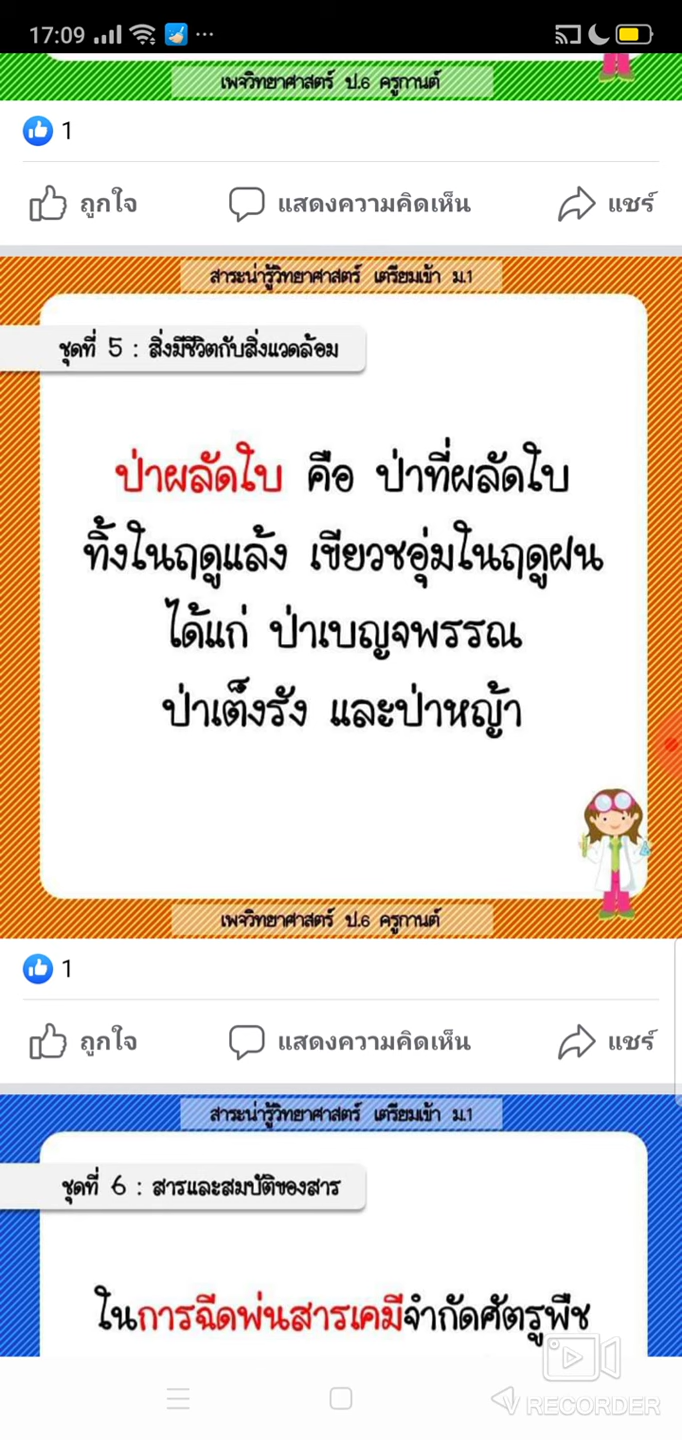 17:09
เพจวิทยาศาสตร์ ป.6 ครูกานต์
1
ถูกใจ แสดงความคิดเห็น แชร์
สาระน่ารู้วิทยาศาสตร์ เตรียมเข้า ม.1
ชุดที่ 5 : สิ่งมีชีวิตกับสิ่งแวดล้อม
ป่าผลัดใบ คือ ป่าที่ผลัดใบ
ทิ้งในฤดูแล้ง เขียวชอุ่มในฤดูฝน
ได้แก่ ป่าเบญจพรรณ
ป่าเต็งรัง และป่าหญ้า
เพจวิทยาศาสตร์ ป.6 ครูกานต์
1
ถูกใจ แสดงความคิดเห็น แชร์
สาระน่ารู้วิทยาศาสตร์ เตรียมเข้า ม.1
ชุดที่ 6 : สารและสมบัติของสาร
ในการฉีดพ่นสารเคมีจำกัดศัตรูพืช
V RECORDER